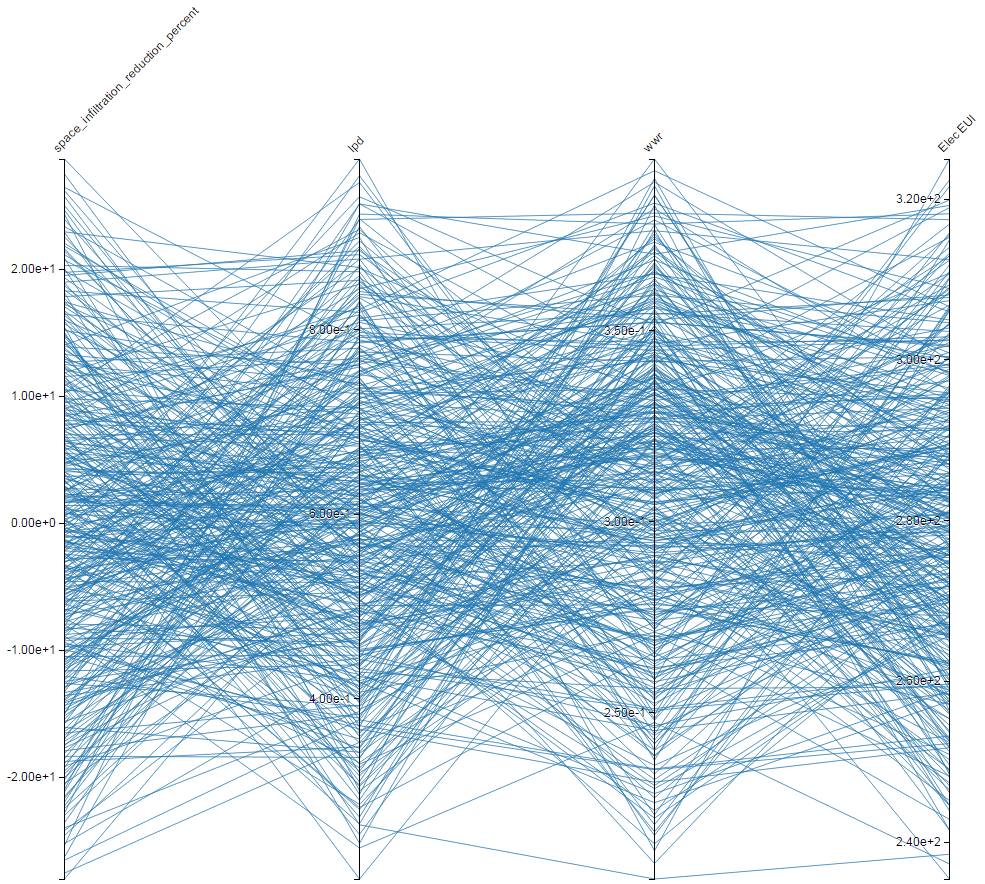 space_infiltration_reduction_percent
lpd
wwr
Elec EUI
2.00e+1
1.00e+1
0.00e+0
-1.00e+1
-2.00e+1
8.00e-1
6.00e-1
4.00e-1
3.50e-1
3.00e-1
2.50e-1
3.20e+2
3.00e+2
2.80e+2
2.60e+2
2.40e+2